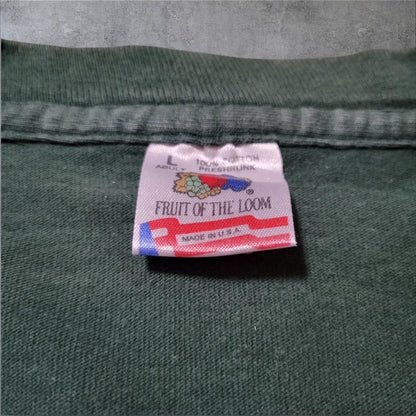 L 100% COTTON
ADULT PRESHRUNK
®
FRUIT OF THE LOOM
MADE IN U.S.A.